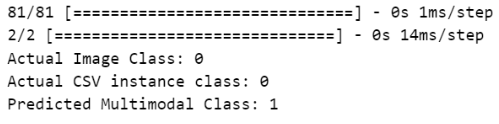 81/81 [==============================] - 0s 1ms/step
2/2 [==============================] - 0s 14ms/step
Actual Image Class: 0
Actual CSV instance class: 0
Predicted Multimodal Class: 1